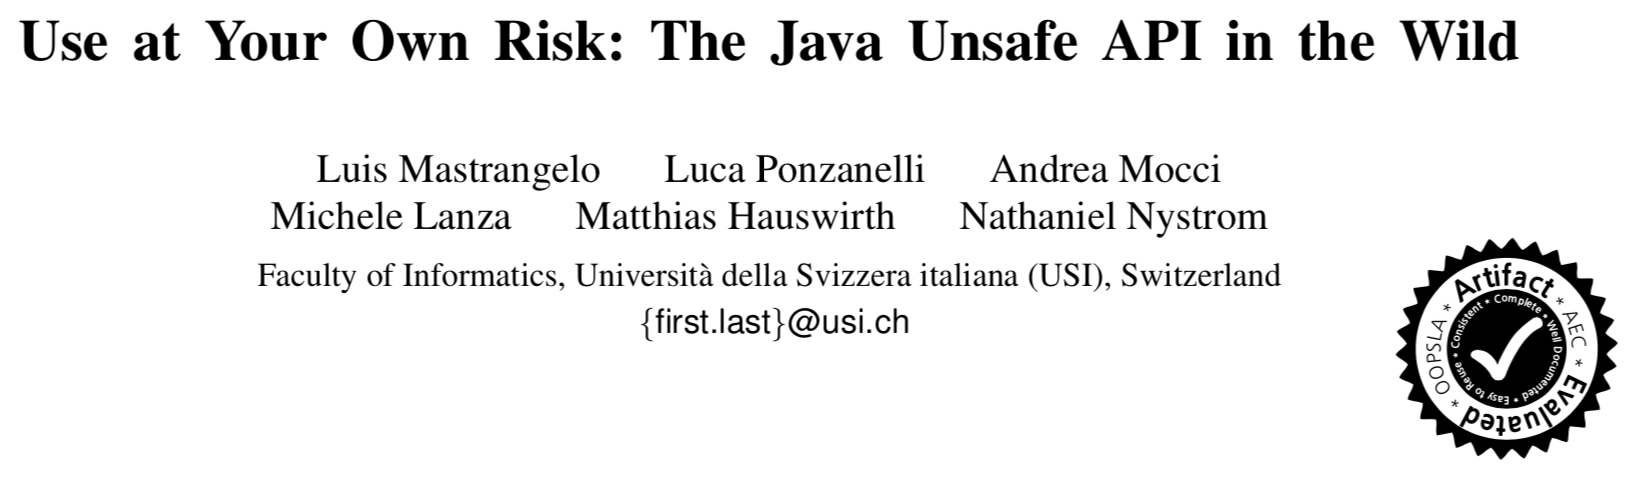 Use at Your Own Risk: The Java Unsafe API in the Wild
Luis Mastrangelo Luca Ponzanelli Andrea Mocci
Michele Lanza Matthias Hauswirth Nathaniel Nystrom
Faculty of Informatics, Università della Svizzera italiana (USI), Switzerland
{first.last}@usi.ch
Artifact * AEC * Evaluated * OOPSLA *
Consistent * Complete * Well Documented * Easy to Reuse *